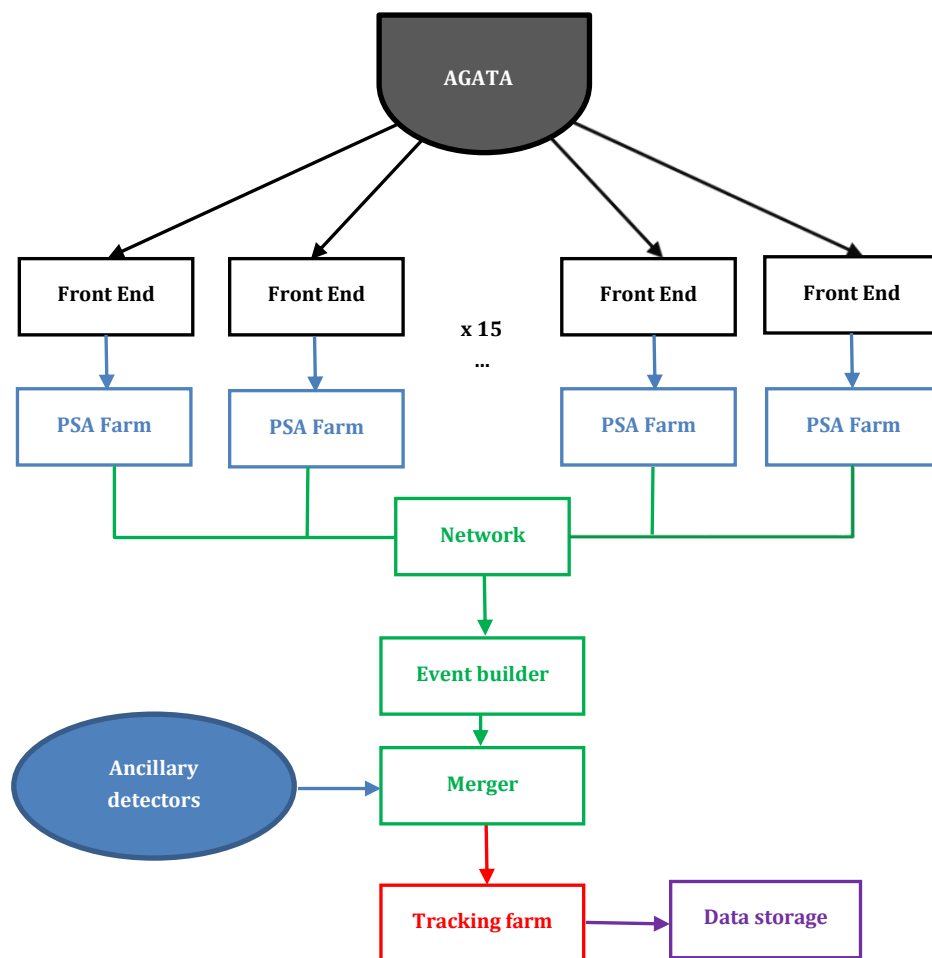 AGATA
Front End
Front End
Front End
Front End
x 15
...
PSA Farm
PSA Farm
PSA Farm
PSA Farm
Network
Event builder
Ancillary
detectors
Merger
Tracking farm
Data storage